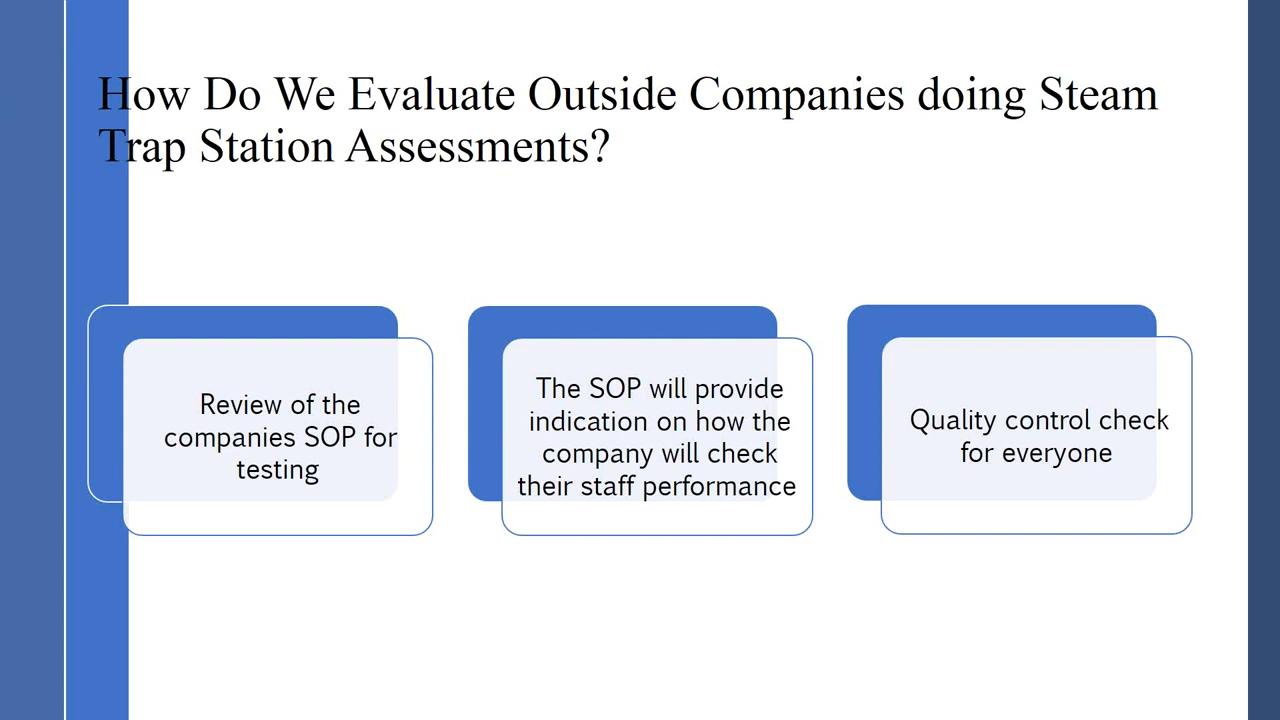 How Do We Evaluate Outside Companies doing Steam
Trap Station Assessments?
Review of the
companies SOP for
testing
The SOP will provide
indication on how the
company will check
their staff performance
Quality control check
for everyone